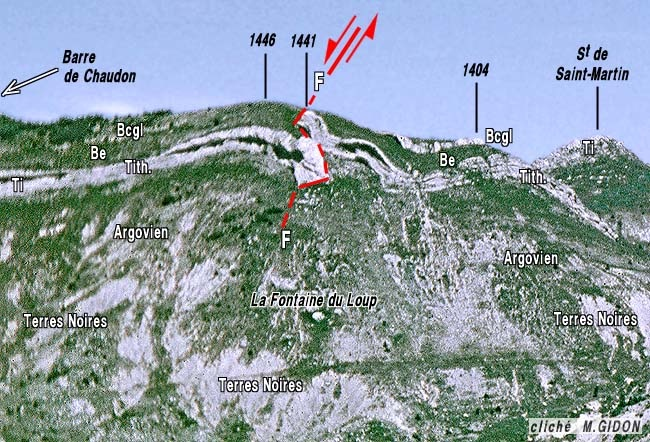 1446
1441
Barre
de Chaudon
F
1404
St de
Saint-Martin
Bcgl
Be
Tith.
Ti
Bcgl
Be
Tith.
Ti
Argovien
F
Argovien
La Fontaine du Loup
Terres Noires
Terres Noires
Terres Noires
cliché M.GIDON